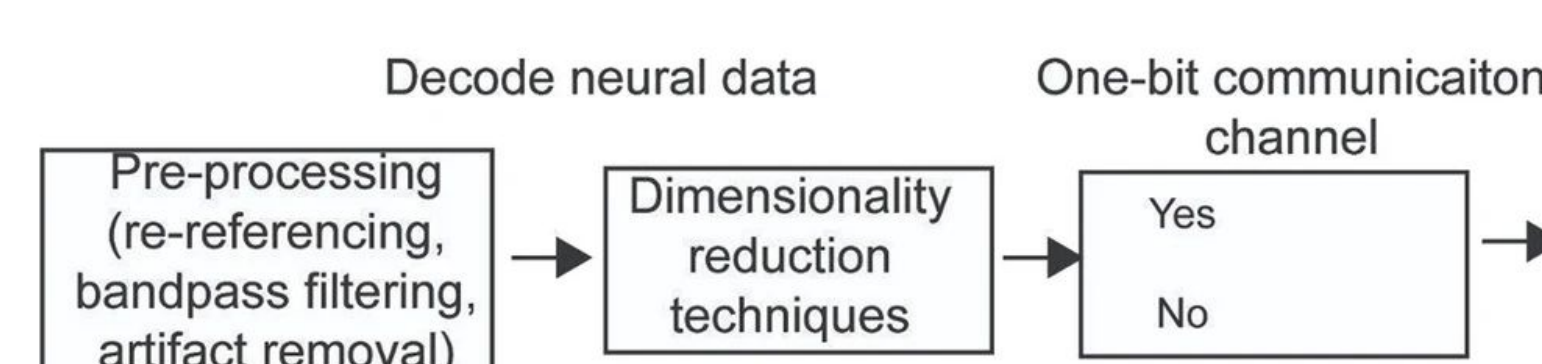 Decode neural data
One-bit communicaiton
channel
Pre-processing
(re-referencing,
bandpass filtering,
artifact removal)
Dimensionality
reduction
techniques
Yes
No